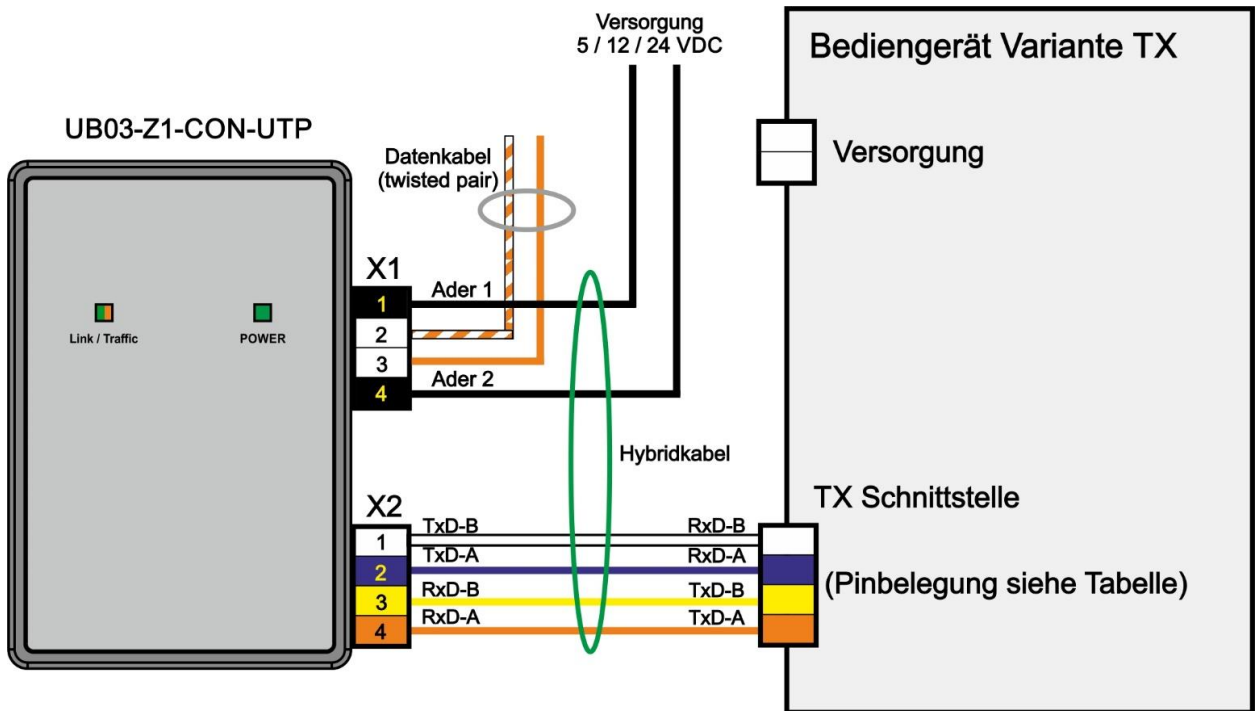 Versorgung
5 / 12 / 24 VDC
Bediengerät Variante TX
UB03-Z1-CON-UTP
Datenkabel
(twisted pair)
Versorgung
X1
1
Ader 1
2
3
4
Ader 2
Link / Traffic
POWER
Hybridkabel
TX Schnittstelle
X2
1
TxD-B
RxD-B
2
TxD-A
RxD-A
3
RxD-B
TxD-B
4
RxD-A
TxD-A
(Pinbelegung siehe Tabelle)